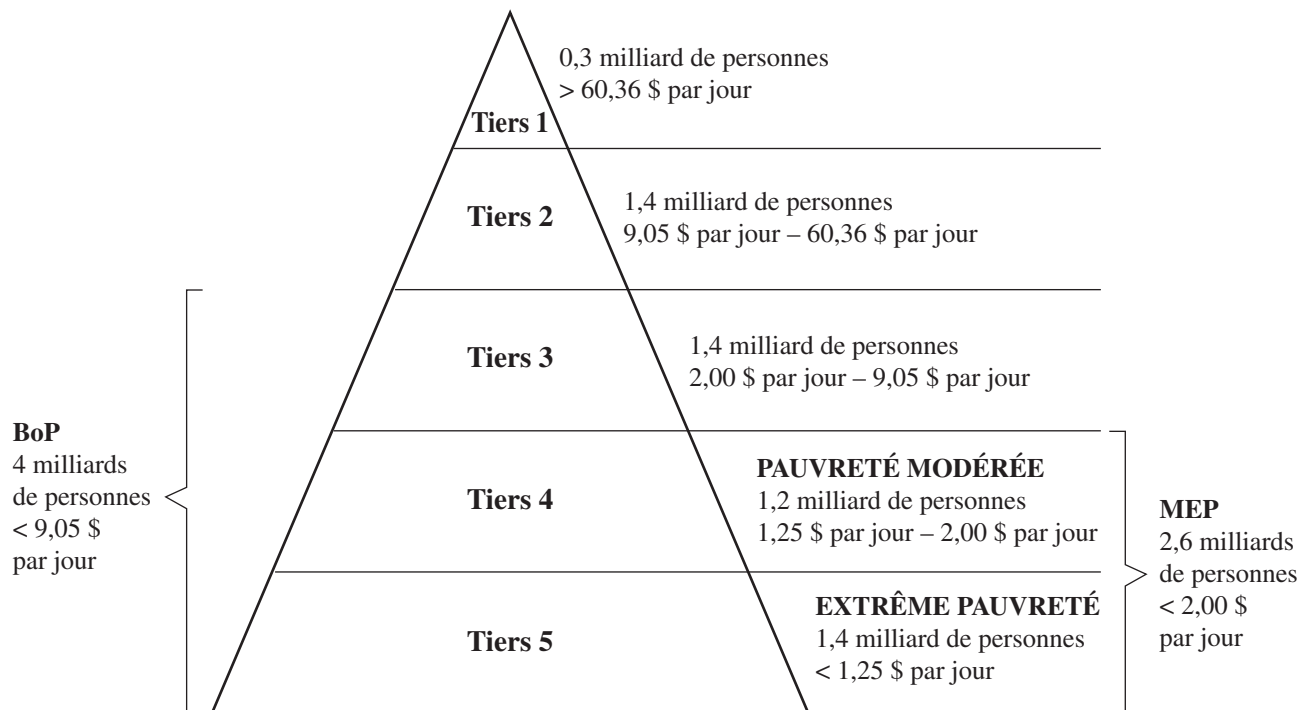 0,3 milliard de personnes
> 60,36 $ par jour
Tiers 1
1,4 milliard de personnes
9,05 $ par jour – 60,36 $ par jour
Tiers 2
1,4 milliard de personnes
2,00 $ par jour – 9,05 $ par jour
Tiers 3
BoP
4 milliards
de personnes
< 9,05 $
par jour
PAUVRETÉ MODÉRÉE
1,2 milliard de personnes
1,25 $ par jour – 2,00 $ par jour
Tiers 4
MEP
2,6 milliards
de personnes
< 2,00 $
par jour
EXTRÊME PAUVRETÉ
1,4 milliard de personnes
< 1,25 $ par jour
Tiers 5